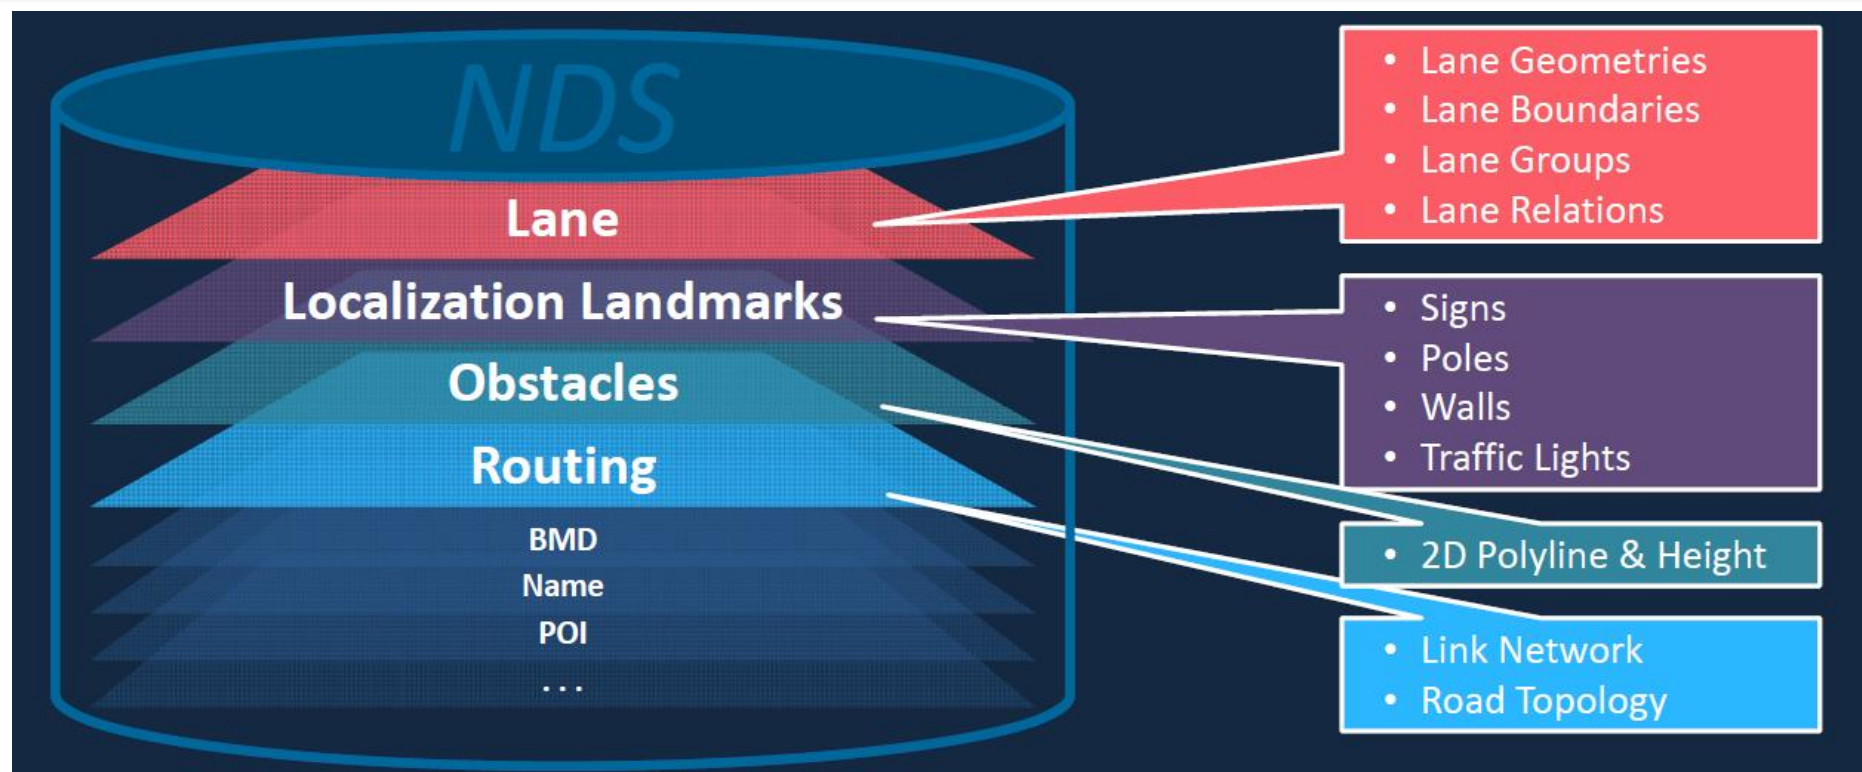 NDS
Lane
Localization Landmarks
Obstacles
Routing
BMD
Name
POI
...
• Lane Geometries
• Lane Boundaries
• Lane Groups
• Lane Relations
• Signs
• Poles
• Walls
• Traffic Lights
• 2D Polyline & Height
• Link Network
• Road Topology